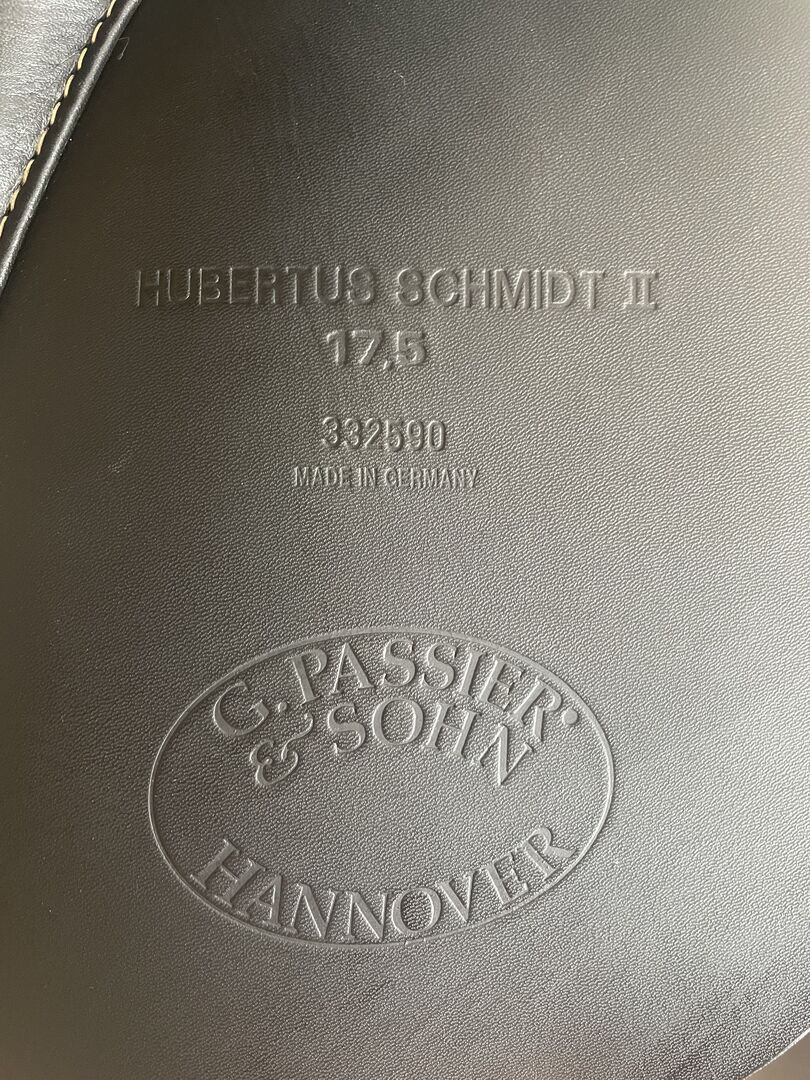 HUBERTUS SCHMIDT II
17,5
332590
MADE IN GERMANY
G. PASSIER
& SOHN
HANNOVER